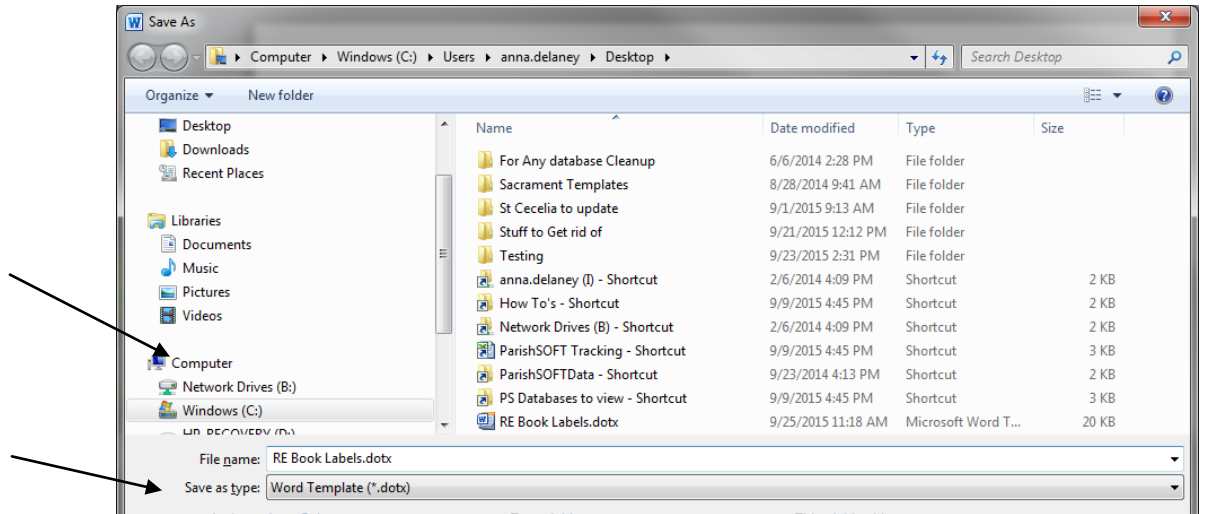 Save As
Computer Windows (C:) Users anna.delaney Desktop Search Desktop
Organize New folder
Desktop
Downloads
Recent Places
Libraries
Documents
Music
Pictures
Videos
Computer
Network Drives (B:)
Windows (C:)
HP_RECOVERY (D:)
Name Date modified Type Size
For Any database Cleanup 6/6/2014 2:28 PM File folder
Sacrament Templates 8/28/2014 9:41 AM File folder
St Cecelia to update 9/1/2015 9:13 AM File folder
Stuff to Get rid of 9/21/2015 12:12 PM File folder
Testing 9/23/2015 2:31 PM File folder
anna.delaney (I) - Shortcut 2/6/2014 4:09 PM Shortcut 2 KB
How To's - Shortcut 9/9/2015 4:45 PM Shortcut 2 KB
Network Drives (B) - Shortcut 2/6/2014 4:09 PM Shortcut 2 KB
ParishSOFT Tracking - Shortcut 9/9/2015 4:45 PM Shortcut 3 KB
ParishSOFTData - Shortcut 9/23/2014 4:13 PM Shortcut 2 KB
PS Databases to view - Shortcut 9/9/2015 4:45 PM Shortcut 3 KB
RE Book Labels.dotx 9/25/2015 11:18 AM Microsoft Word T... 20 KB
File name: RE Book Labels.dotx
Save as type: Word Template (*.dotx)